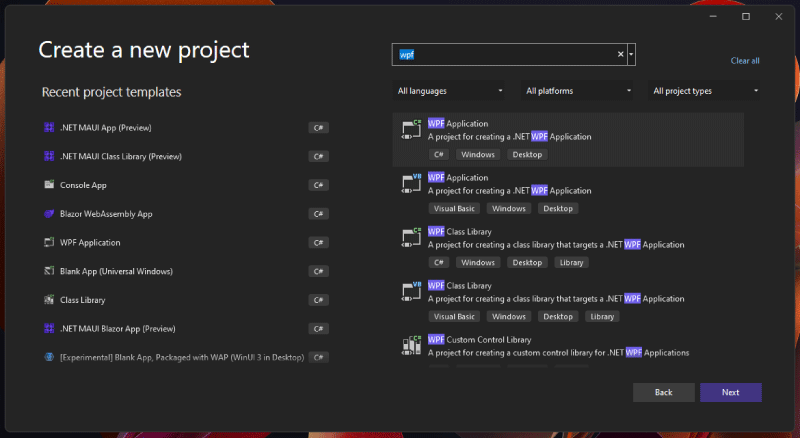 Create a new project
Recent project templates
.NET MAUI App (Preview) C#
.NET MAUI Class Library (Preview) C#
Console App C#
Blazor WebAssembly App C#
WPF Application C#
Blank App (Universal Windows) C#
Class Library C#
.NET MAUI Blazor App (Preview) C#
[Experimental] Blank App, Packaged with WAP (WinUI 3 in Desktop) C#
wpf
Clear all
All languages All platforms All project types
WPF Application
A project for creating a .NET WPF Application
C# Windows Desktop
WPF Application
A project for creating a .NET WPF Application
Visual Basic Windows Desktop
WPF Class Library
A project for creating a class library that targets a .NET WPF Application
C# Windows Desktop Library
WPF Class Library
A project for creating a class library that targets a .NET WPF Application
Visual Basic Windows Desktop Library
WPF Custom Control Library
A project for creating a custom control library for .NET WPF Applications
Back Next